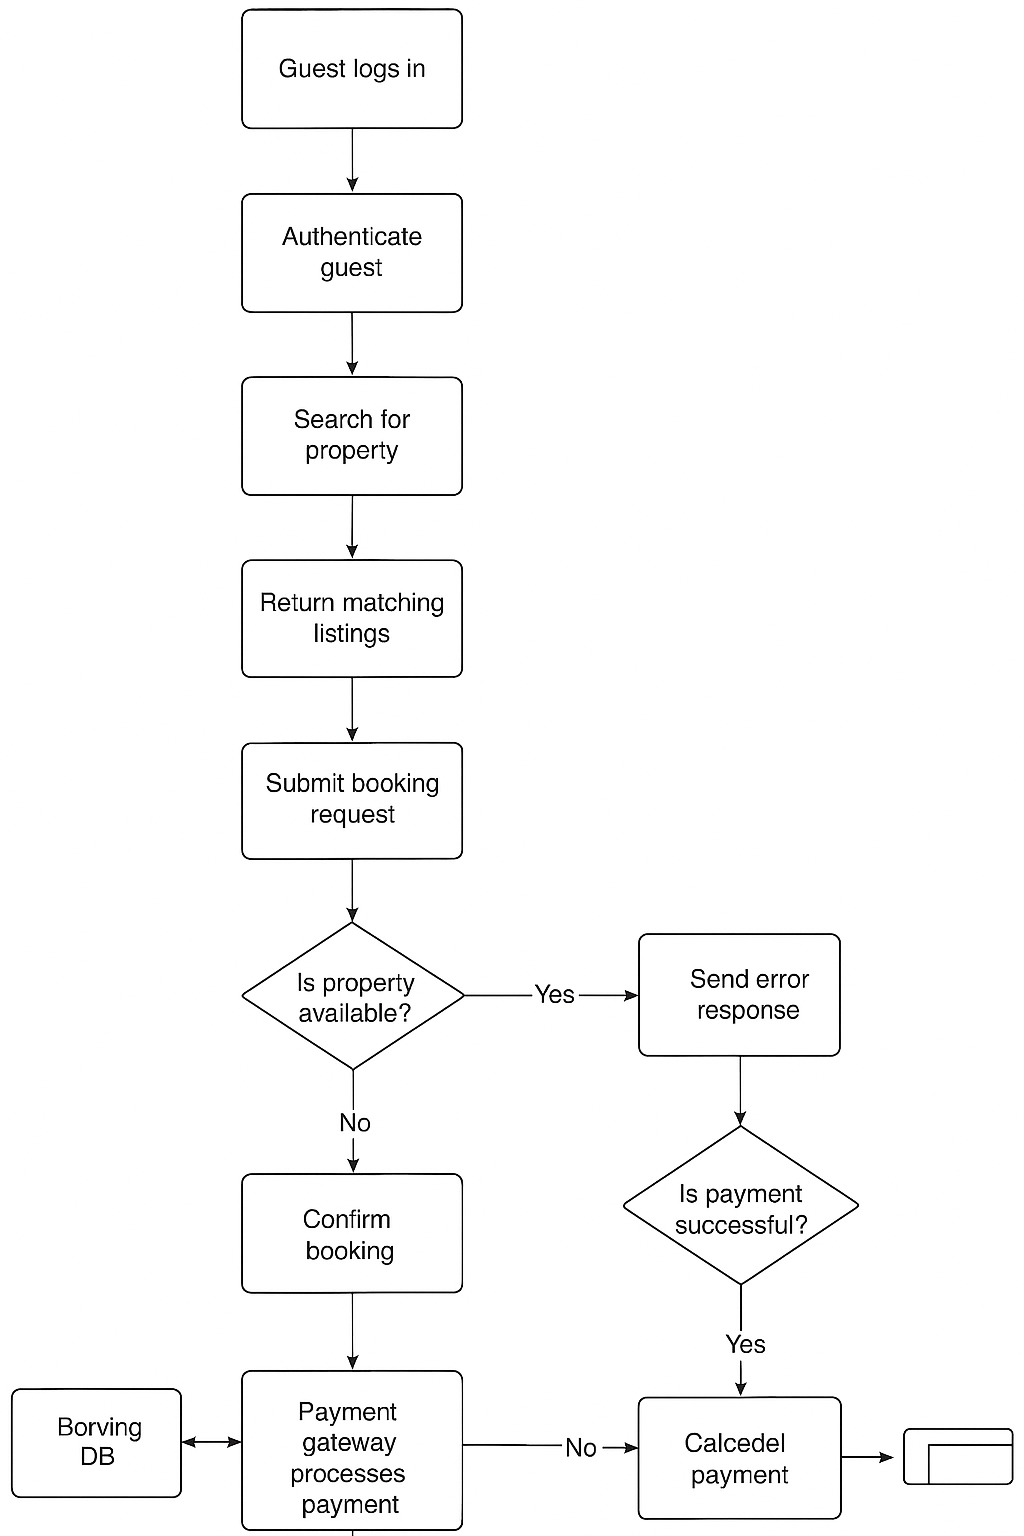 Guest logs in
Authenticate
guest
Search for
property
Return matching
listings
Submit booking
request
Is property
available?
Yes
Send error
response
No
Is payment
successful?
Confirm
booking
Yes
Borving
DB
Payment
gateway
processes
payment
No
Calcedel
payment